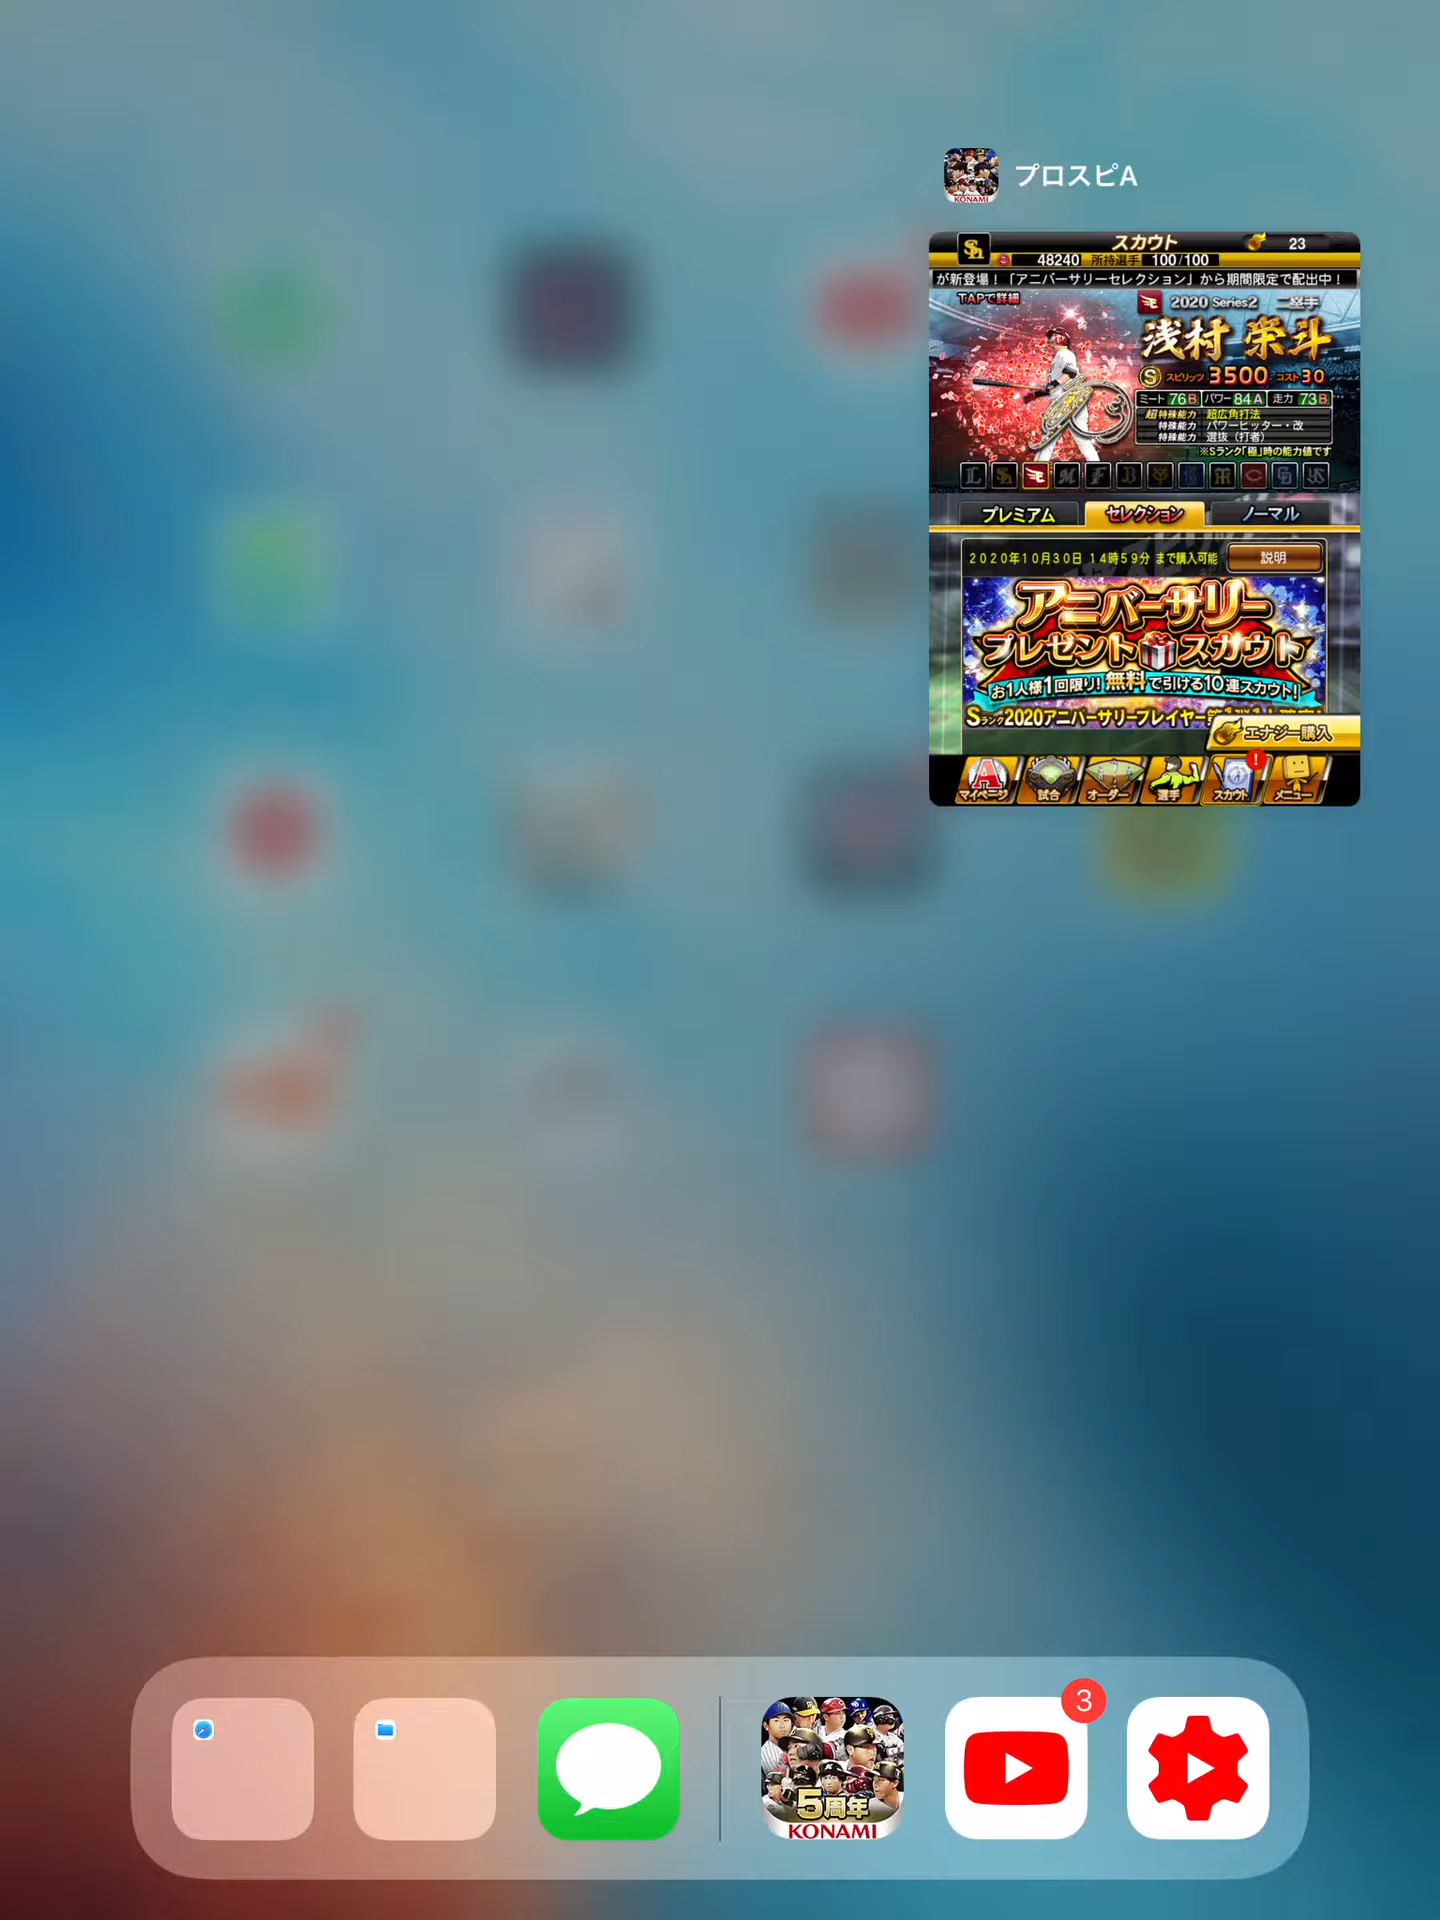 プロスピA
KONAMI
スカウト
23
48240 所持選手 100/100
が新登場！「アニバーサリーセレクション」から期間限定で配出中！
TAPで詳細
2020 Series2 二塁手
浅村 栄斗
S スピリッツ 3500 コスト30
ミート 76 B パワー 84 A 走力 73 B
超特殊能力 超広角打法
特殊能力 パワーヒッター・改
特殊能力 選抜（打者）
※Sランク「極」時の能力値です
プレミアム セレクション ノーマル
2020年10月30日 14時59分 まで購入可能 説明
アニバーサリー
プレゼント スカウト
お1人様1回限り！無料で引ける10連スカウト！
Sランク2020アニバーサリープレイヤー
エナジー購入
マイページ 試合 オーダー 選手 スカウト メニュー
5周年
KONAMI
3